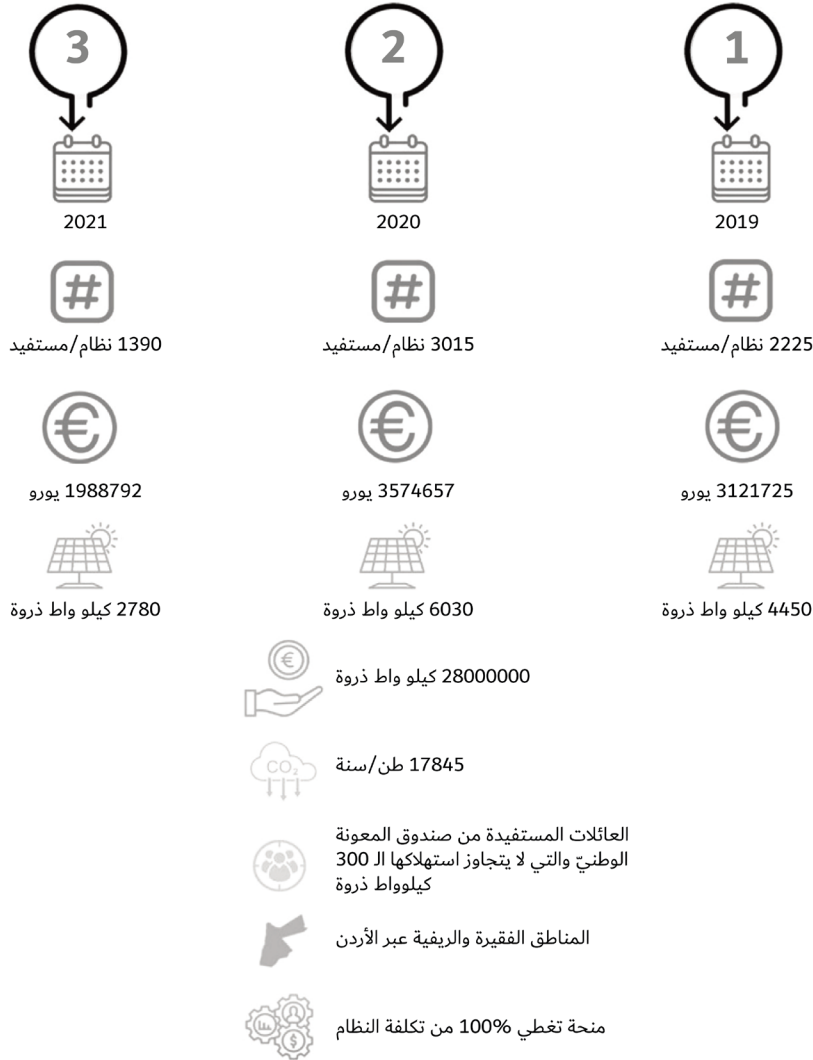 1
2
3
2019
2020
2021
2225 نظام/مستفيد
3015 نظام/مستفيد
1390 نظام/مستفيد
3121725 يورو
3574657 يورو
1988792 يورو
4450 كيلو واط ذروة
6030 كيلو واط ذروة
2780 كيلو واط ذروة
28000000 كيلو واط ذروة
CO₂
17845 طن/سنة
العائلات المستفيدة من صندوق المعونة
الوطنيّ والتي لا يتجاوز استهلاكها الـ 300
كيلوواط ذروة
المناطق الفقيرة والريفية عبر الأردن
منحة تغطي 100% من تكلفة النظام